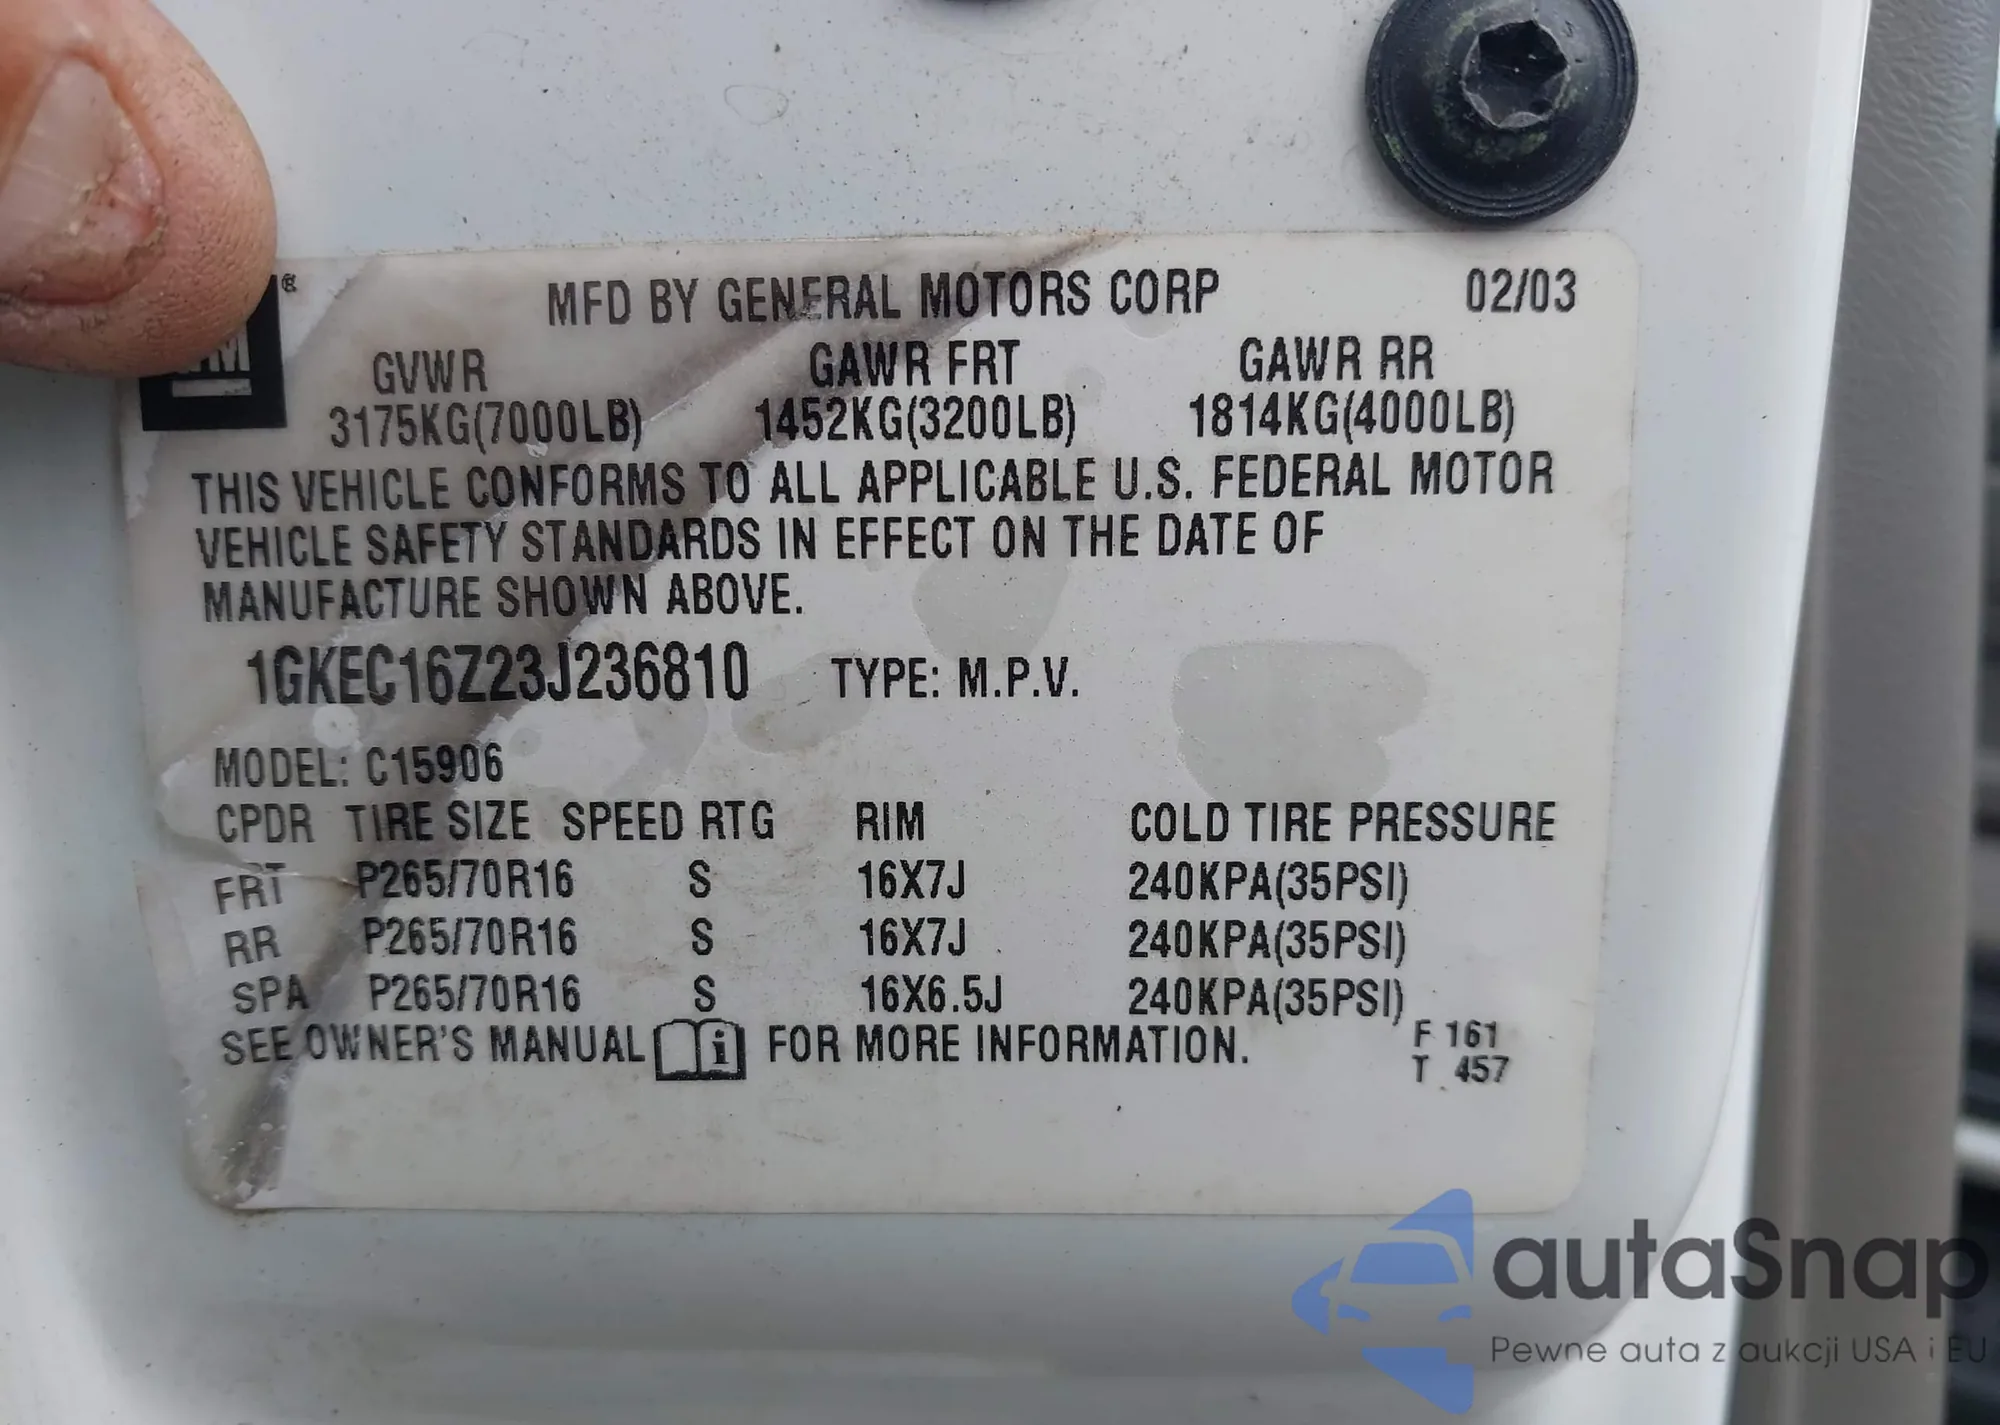 ®
GM
MFD BY GENERAL MOTORS CORP 02/03
GVWR GAWR FRT GAWR RR
3175KG(7000LB) 1452KG(3200LB) 1814KG(4000LB)
THIS VEHICLE CONFORMS TO ALL APPLICABLE U.S. FEDERAL MOTOR
VEHICLE SAFETY STANDARDS IN EFFECT ON THE DATE OF
MANUFACTURE SHOWN ABOVE.
1GKEC16Z23J236810 TYPE: M.P.V.
MODEL: C15906
CPDR TIRE SIZE SPEED RTG RIM COLD TIRE PRESSURE
FRT P265/70R16 S 16X7J 240KPA(35PSI)
RR P265/70R16 S 16X7J 240KPA(35PSI)
SPA P265/70R16 S 16X6.5J 240KPA(35PSI)
SEE OWNER'S MANUAL i FOR MORE INFORMATION.
F 161
T 457
autaSnap
Pewne auta z aukcji USA i EU